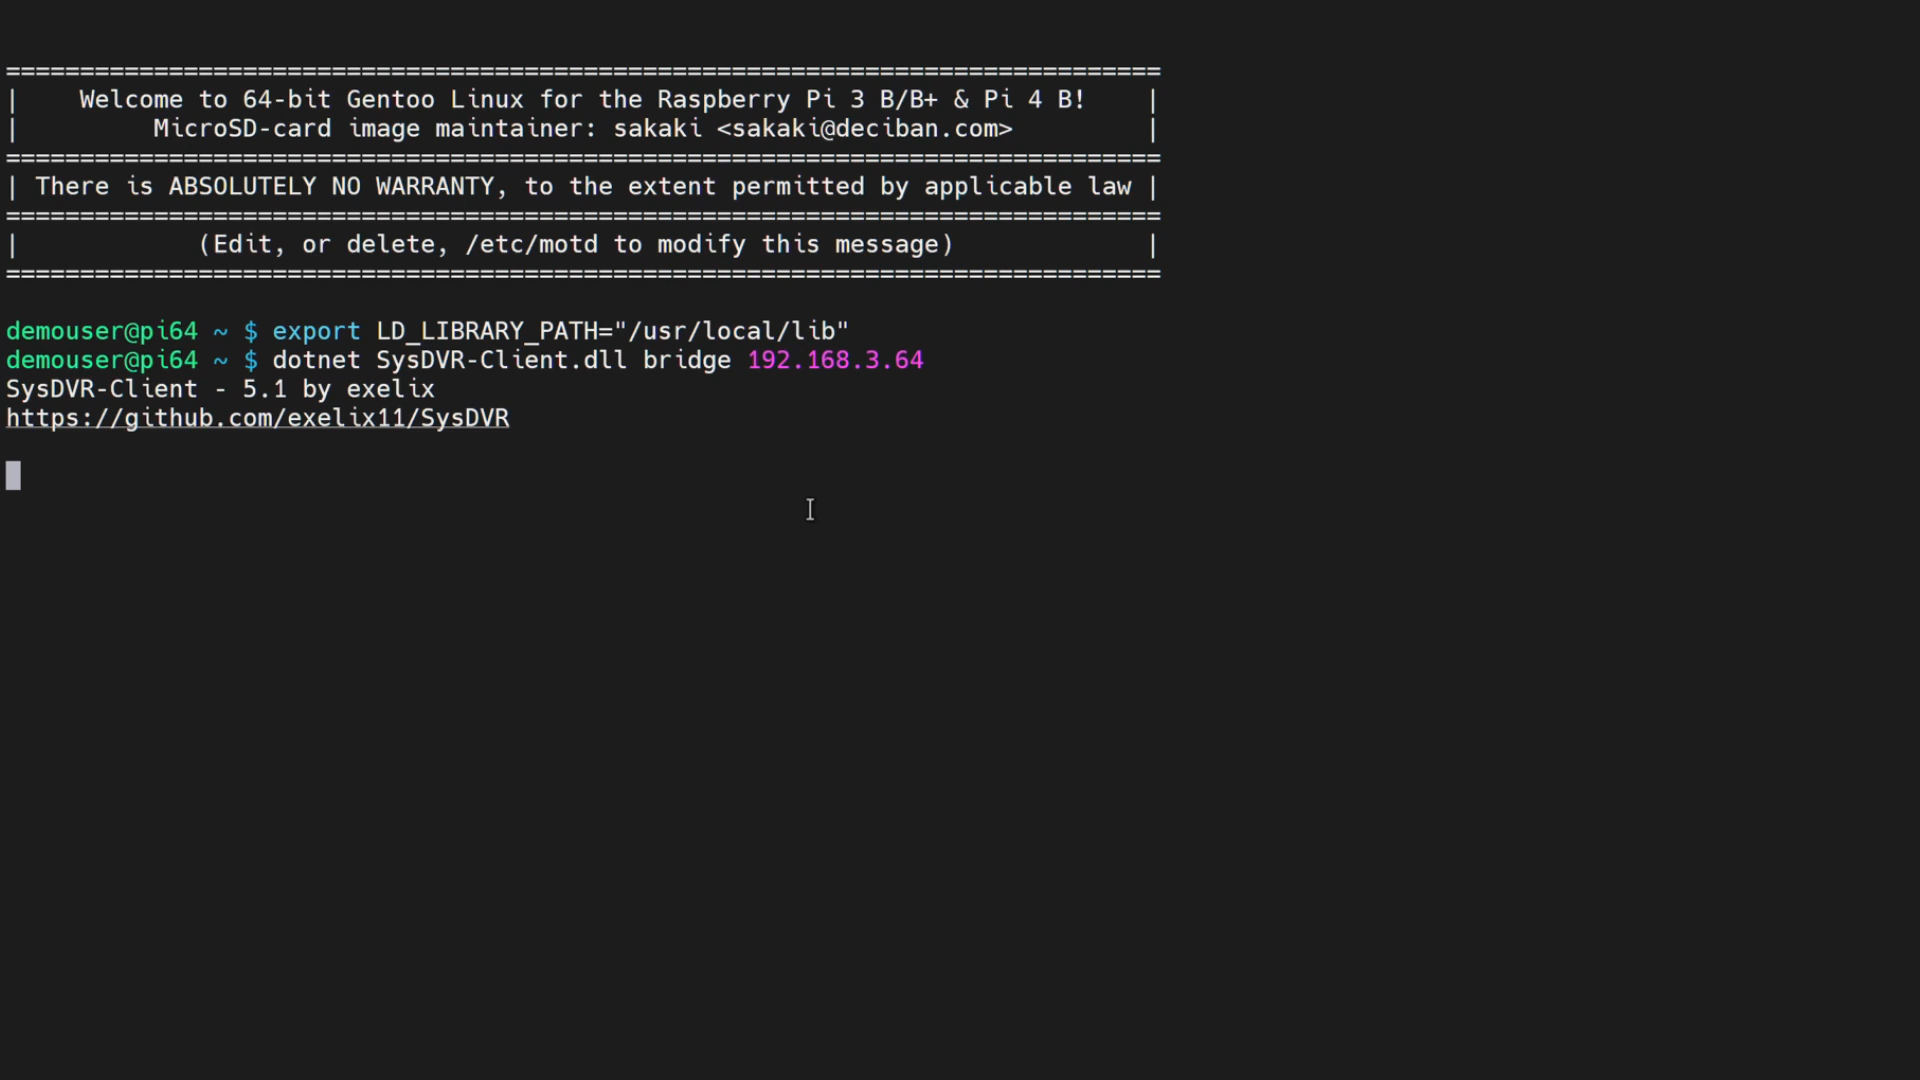 ===============================================================================
|    Welcome to 64-bit Gentoo Linux for the Raspberry Pi 3 B/B+ & Pi 4 B!    |
|         MicroSD-card image maintainer: sakaki <sakaki@deciban.com>         |
===============================================================================
| There is ABSOLUTELY NO WARRANTY, to the extent permitted by applicable law |
===============================================================================
|            (Edit, or delete, /etc/motd to modify this message)             |
===============================================================================
demouser@pi64 ~ $ export LD_LIBRARY_PATH="/usr/local/lib"
demouser@pi64 ~ $ dotnet SysDVR-Client.dll bridge 192.168.3.64
SysDVR-Client - 5.1 by exelix
https://github.com/exelix11/SysDVR